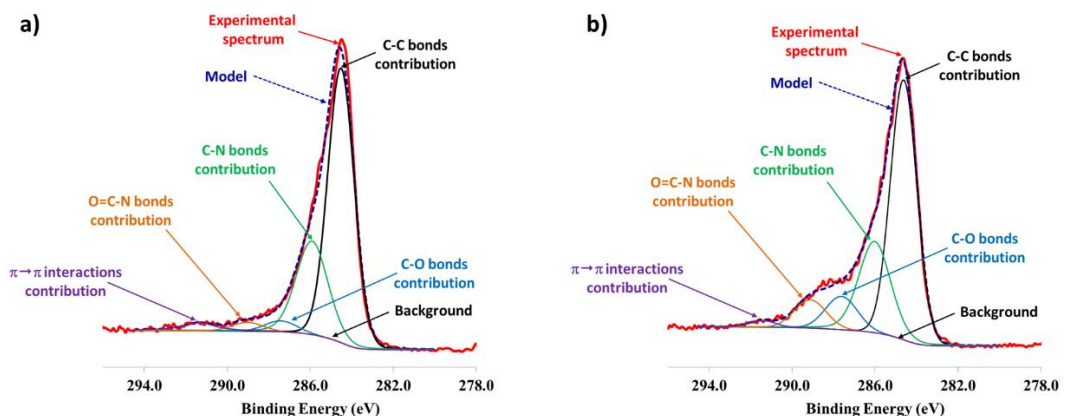 a)
Experimental
spectrum
C-C bonds
contribution
Model
C-N bonds
contribution
O=C-N bonds
contribution
C-O bonds
contribution
π→π interactions
contribution
Background
294.0 290.0 286.0 282.0 278.0
Binding Energy (eV)
b)
Experimental
spectrum
C-C bonds
contribution
Model
C-N bonds
contribution
O=C-N bonds
contribution
C-O bonds
contribution
π→π interactions
contribution
Background
294.0 290.0 286.0 282.0 278.0
Binding Energy (eV)